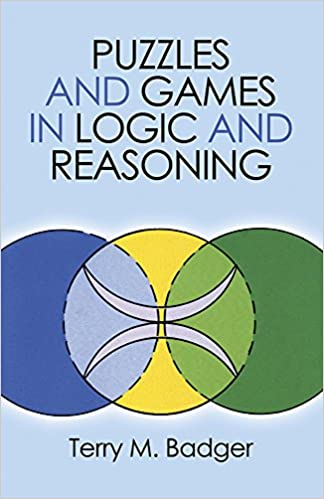 PUZZLES
AND GAMES
IN LOGIC AND
REASONING
Terry M. Badger